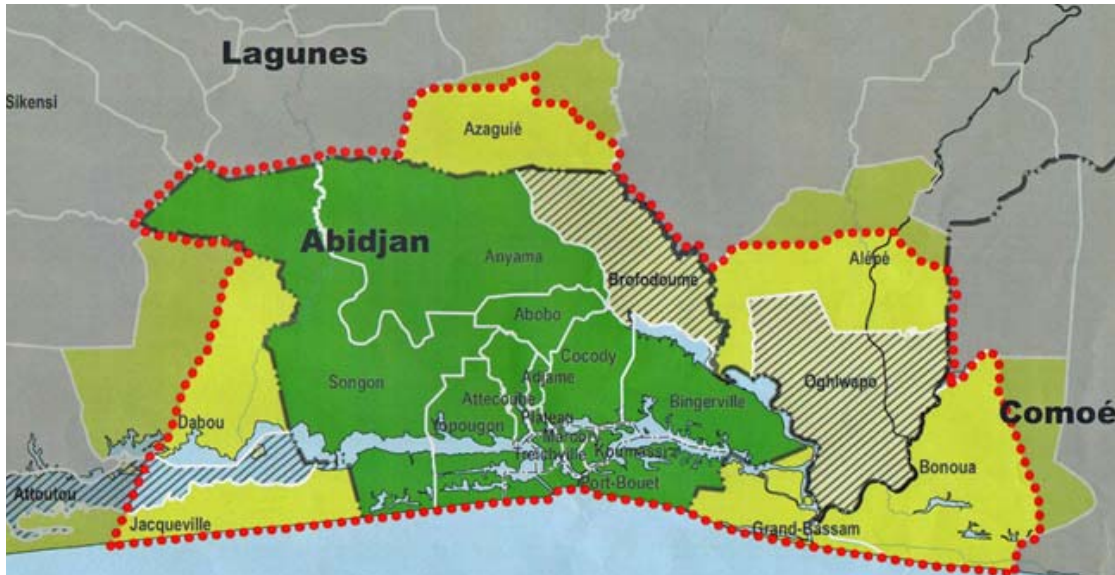 Lagunes
Sikensi
Azaguié
Abidjan
Anyama
Alépé
Brofodoume
Abobo
Cocody
Songon
Adjame
Attecoube
Bingerville
Oghlwapo
Comoé
Dabou
Yopougon
Plateau
Marcory
Treichville
Koumassi
Bonoua
Attoutou
Port-Bouet
Jacqueville
Grand-Bassam